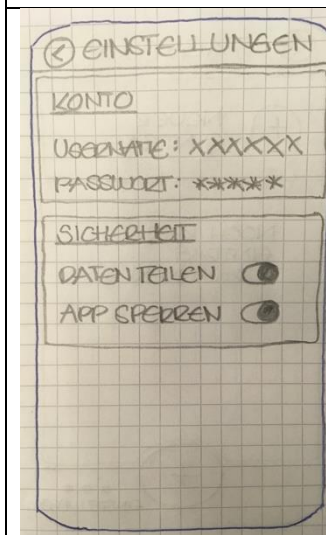 EINSTELLUNGEN
KONTO
USERNAME: XXXXXX
PASSWORT: *****
SICHERHEIT
DATEN TEILEN
APP SPERREN